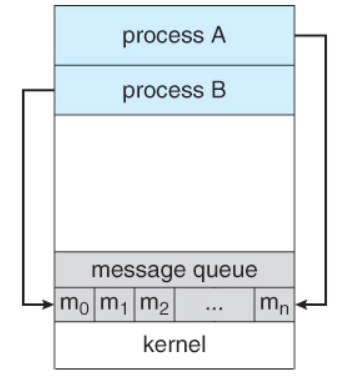 process A
process B
message queue
m0 m1 m2 ... mn
kernel